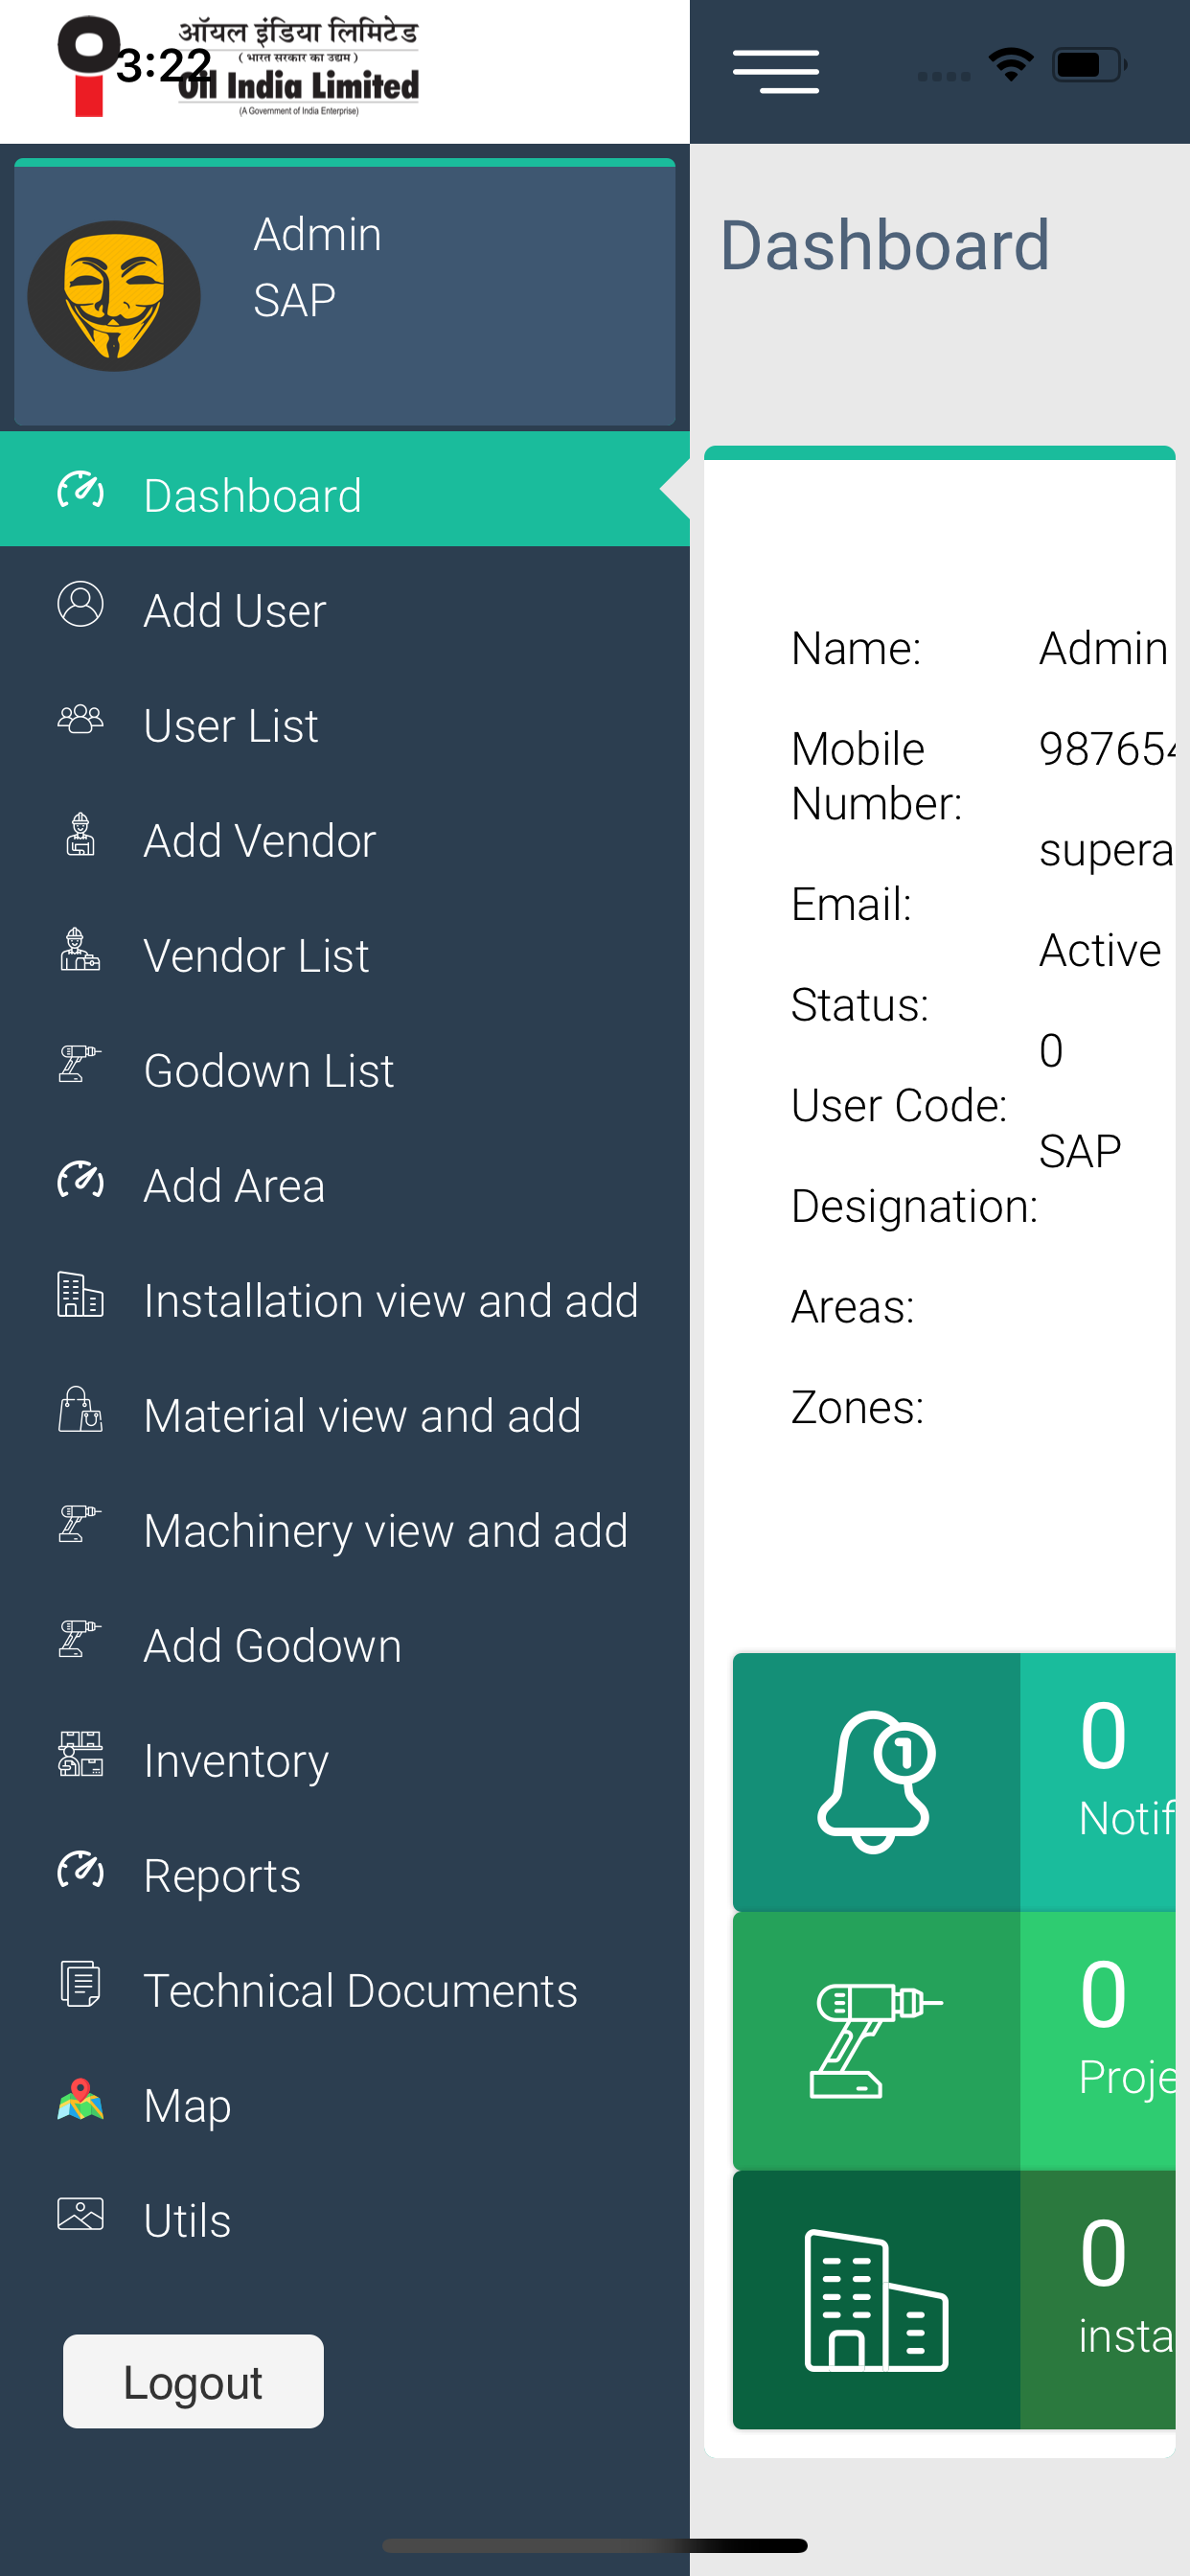 ऑयल इंडिया लिमिटेड
( भारत सरकार का उद्यम )
3:22
Oil India Limited
(A Government of India Enterprise)
Admin
SAP
Dashboard
Add User
User List
Add Vendor
Vendor List
Godown List
Add Area
Installation view and add
Material view and add
Machinery view and add
Add Godown
Inventory
Reports
Technical Documents
Map
Utils
Logout
Dashboard
Name: Admin
Mobile Number: 98765
Email: supera
Status: Active
User Code: 0
Designation: SAP
Areas:
Zones:
1
0
Notif
0
Proje
0
insta